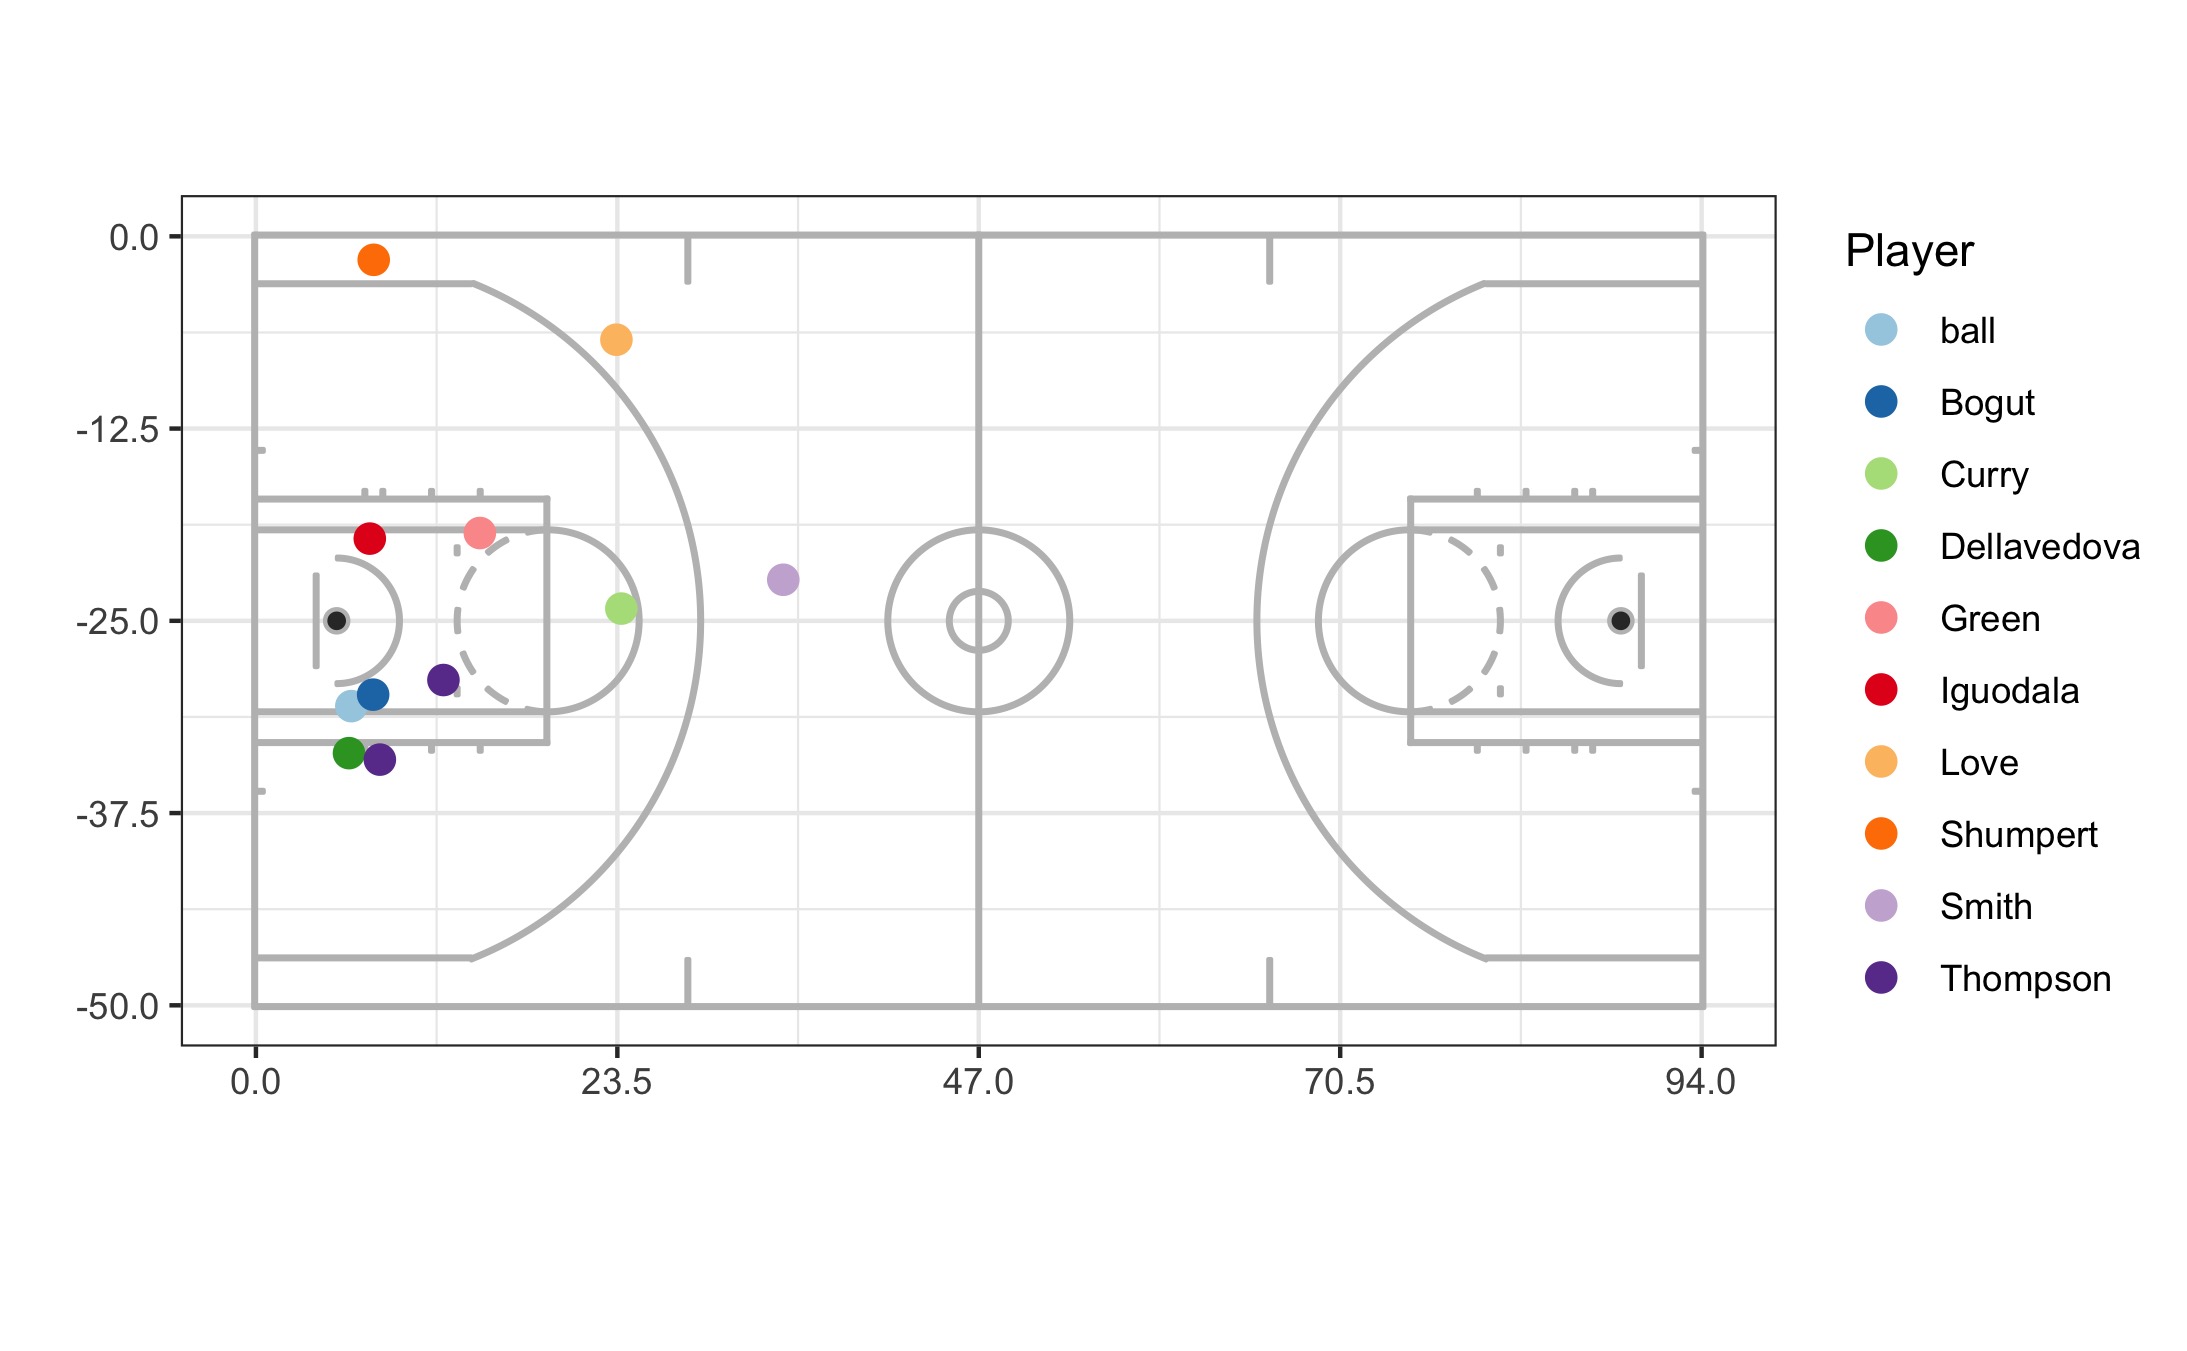 0.0
-12.5
-25.0
-37.5
-50.0
0.0 23.5 47.0 70.5 94.0
Player
ball
Bogut
Curry
Dellavedova
Green
Iguodala
Love
Shumpert
Smith
Thompson